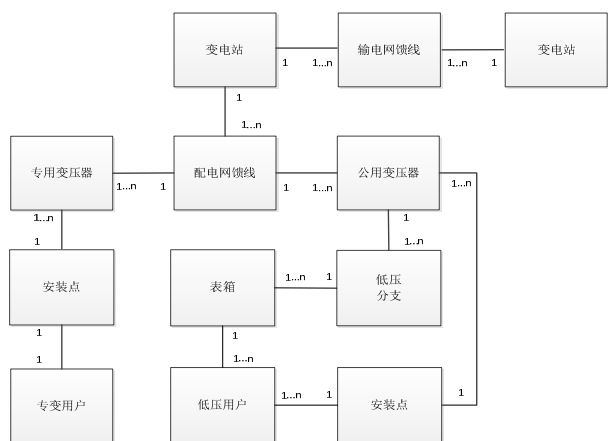 变电站
1
1...n
输电网馈线
1...n
1
变电站
1
1...n
专用变压器
1...n
1
配电网馈线
1
1...n
公用变压器
1...n
1...n
1
1
1...n
安装点
表箱
1...n
1
低压
分支
1
1
1...n
1
专变用户
低压用户
1...n
1
安装点
1